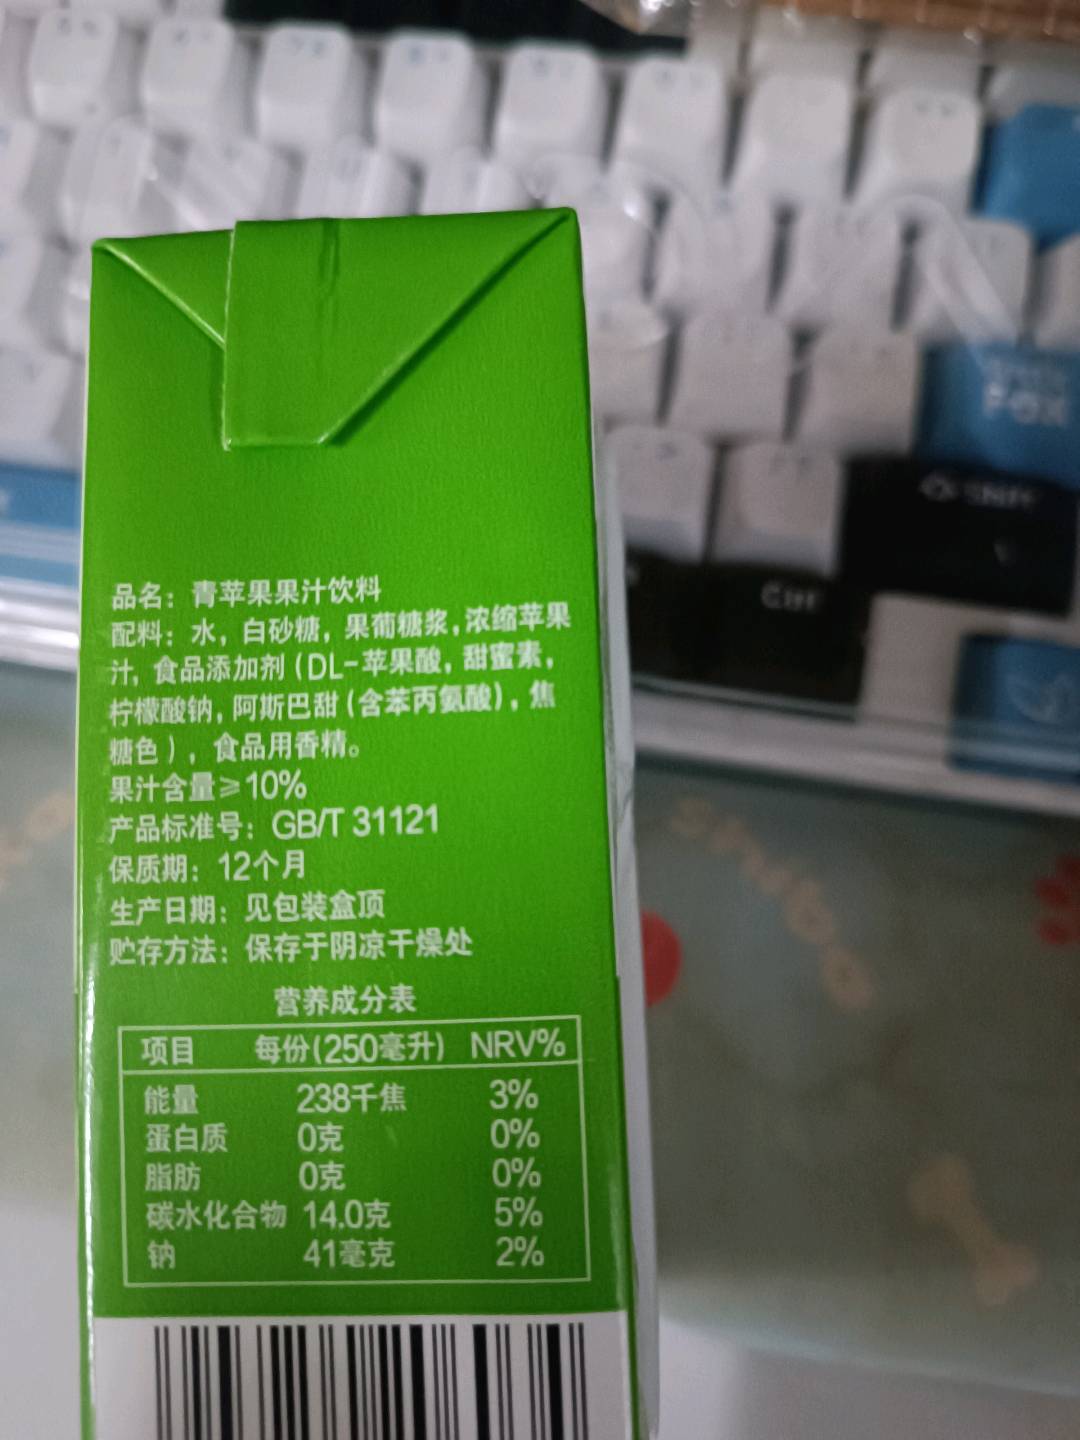 品名：青苹果果汁饮料
配料：水，白砂糖，果葡糖浆，浓缩苹果
汁，食品添加剂（DL-苹果酸，甜蜜素，
柠檬酸钠，阿斯巴甜（含苯丙氨酸），焦
糖色），食品用香精。
果汁含量≥10%
产品标准号：GB/T 31121
保质期：12个月
生产日期：见包装盒顶
贮存方法：保存于阴凉干燥处
营养成分表
项目 每份(250毫升) NRV%
能量 238千焦 3%
蛋白质 0克 0%
脂肪 0克 0%
碳水化合物 14.0克 5%
钠 41毫克 2%
FOX
Ctrl